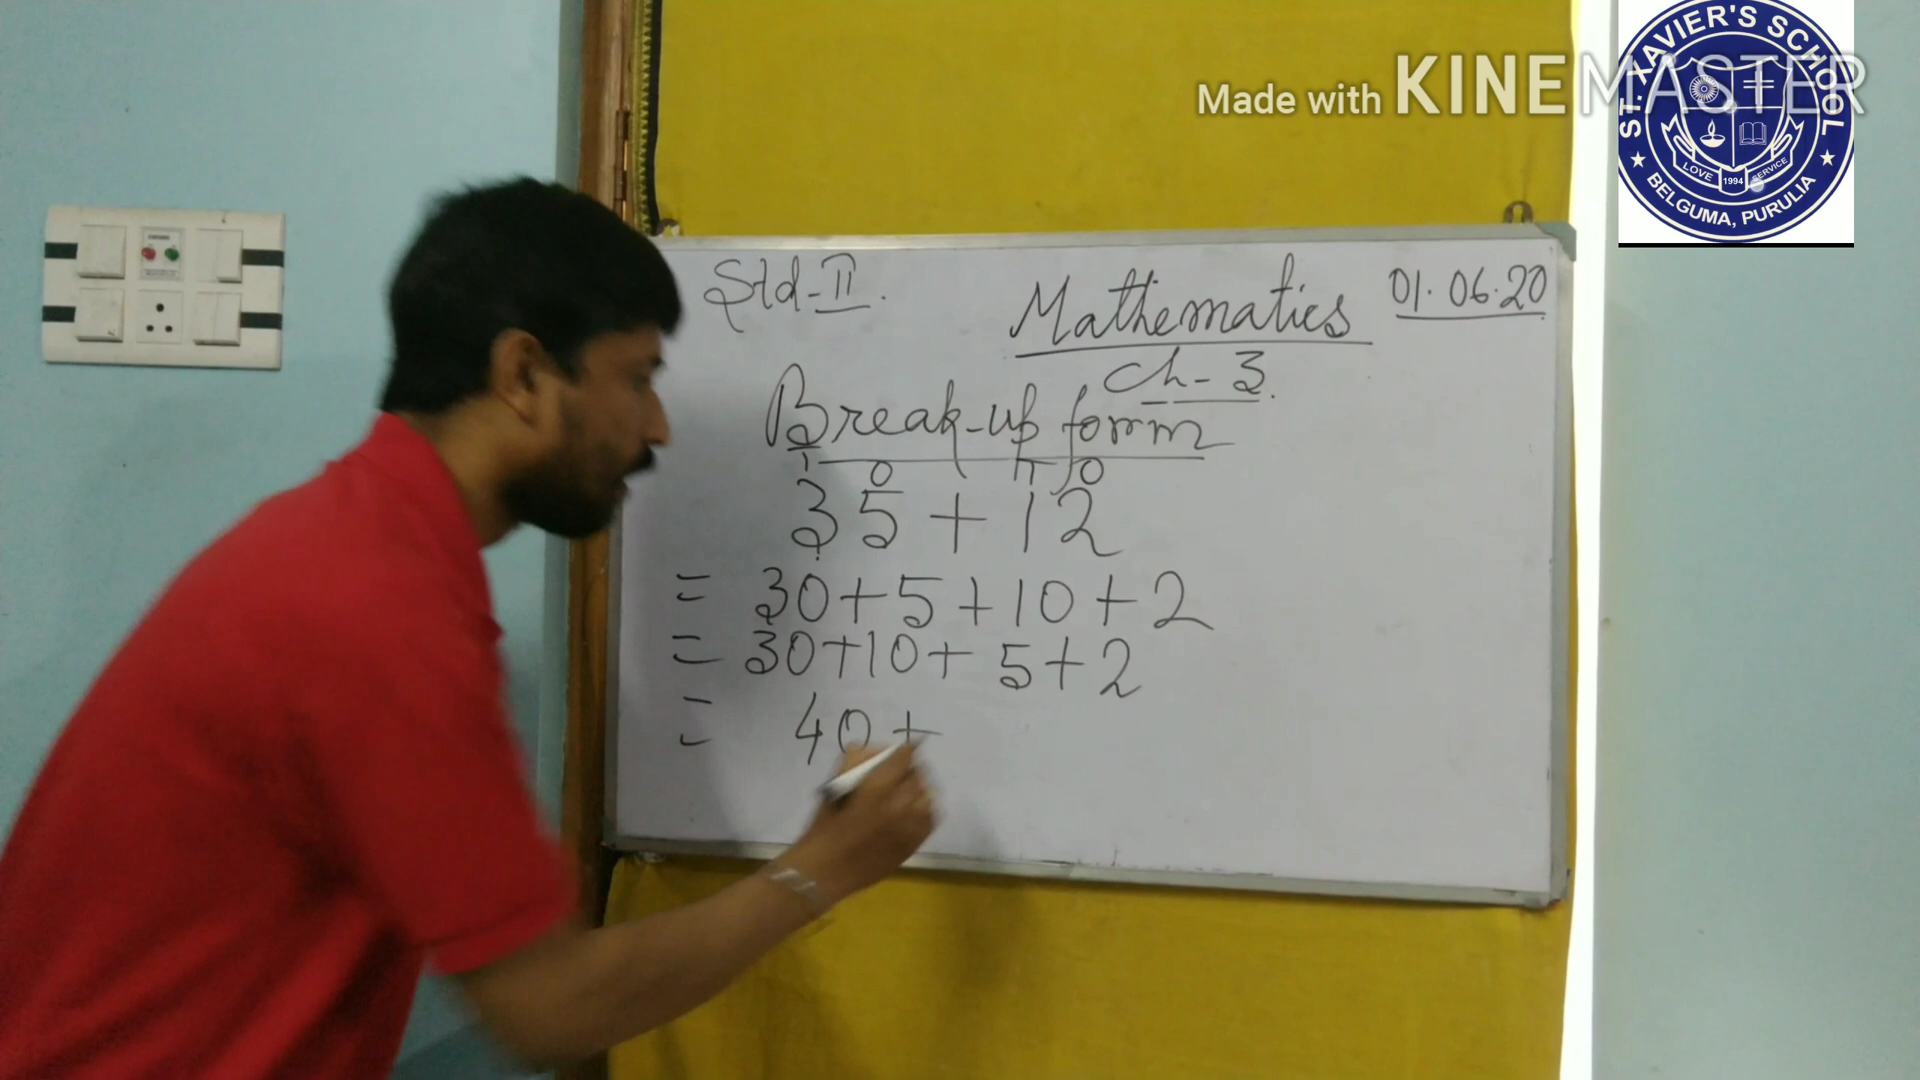 Made with KINEMASTER
ST. XAVIER'S SCHOOL
LOVE 1994 SERVICE
BELGUMA, PURULIA
Std-II.
Mathematics
01.06.20
Ch-3.
Break-up form
T O T O
35+12
= 30+5+10+2
= 30+10+5+2
= 40+